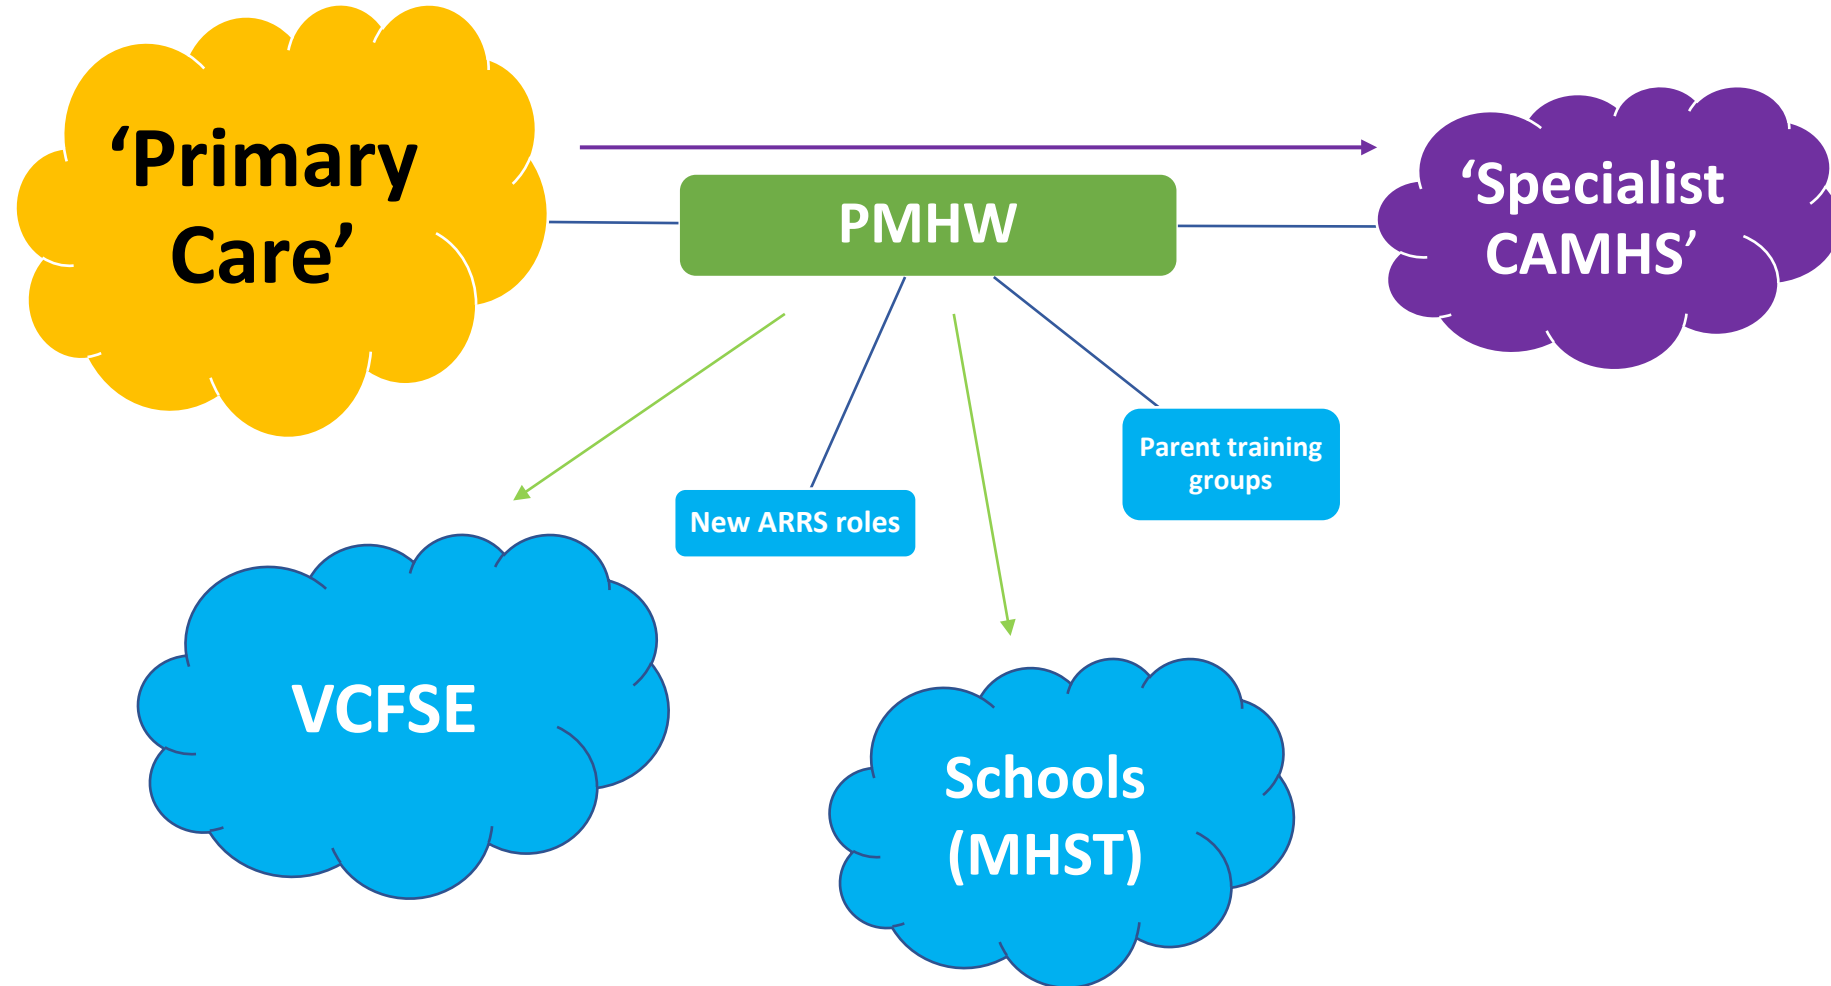 ‘Primary
Care’
PMHW
‘Specialist
CAMHS’
Parent training
groups
New ARRS roles
VCFSE
Schools
(MHST)